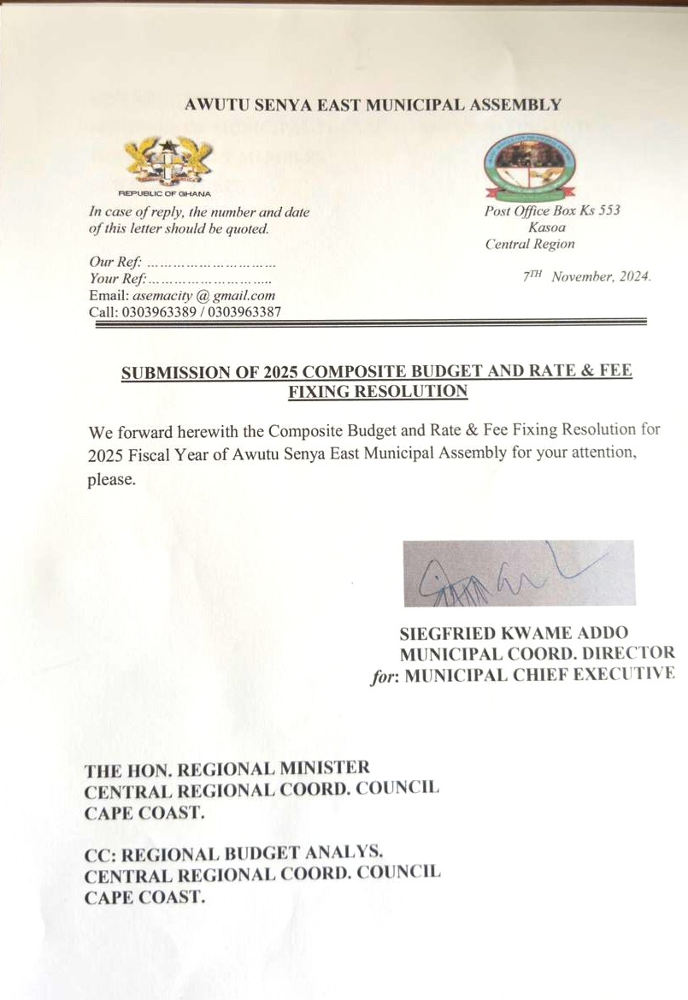 AWUTU SENYA EAST MUNICIPAL ASSEMBLY
REPUBLIC OF GHANA
In case of reply, the number and date
of this letter should be quoted.
Our Ref: …………………………
Your Ref:………………………..
Email: asemacity @ gmail.com
Call: 0303963389 / 0303963387
Post Office Box Ks 553
Kasoa
Central Region
7TH November, 2024.
SUBMISSION OF 2025 COMPOSITE BUDGET AND RATE & FEE
FIXING RESOLUTION
We forward herewith the Composite Budget and Rate & Fee Fixing Resolution for
2025 Fiscal Year of Awutu Senya East Municipal Assembly for your attention,
please.
SIEGFRIED KWAME ADDO
MUNICIPAL COORD. DIRECTOR
for: MUNICIPAL CHIEF EXECUTIVE
THE HON. REGIONAL MINISTER
CENTRAL REGIONAL COORD. COUNCIL
CAPE COAST.
CC: REGIONAL BUDGET ANALYS.
CENTRAL REGIONAL COORD. COUNCIL
CAPE COAST.